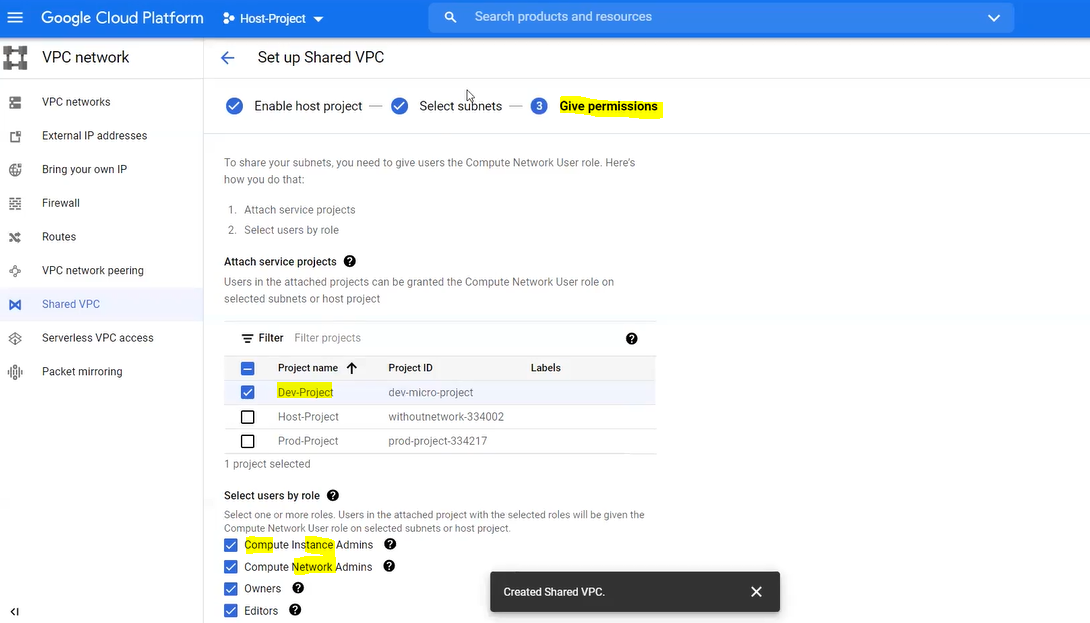 Google Cloud Platform Host-Project Search products and resources
VPC network
Set up Shared VPC
VPC networks
External IP addresses
Bring your own IP
Firewall
Routes
VPC network peering
Shared VPC
Serverless VPC access
Packet mirroring
Enable host project Select subnets 3 Give permissions
To share your subnets, you need to give users the Compute Network User role. Here's
how you do that:
1. Attach service projects
2. Select users by role
Attach service projects ?
Users in the attached projects can be granted the Compute Network User role on
selected subnets or host project
Filter Filter projects ?
Project name Project ID Labels
Dev-Project dev-micro-project
Host-Project withoutnetwork-334002
Prod-Project prod-project-334217
1 project selected
Select users by role ?
Select one or more roles. Users in the attached project with the selected roles will be given the
Compute Network User role on selected subnets or host project.
Compute Instance Admins ?
Compute Network Admins ?
Owners ?
Editors ?
Created Shared VPC.